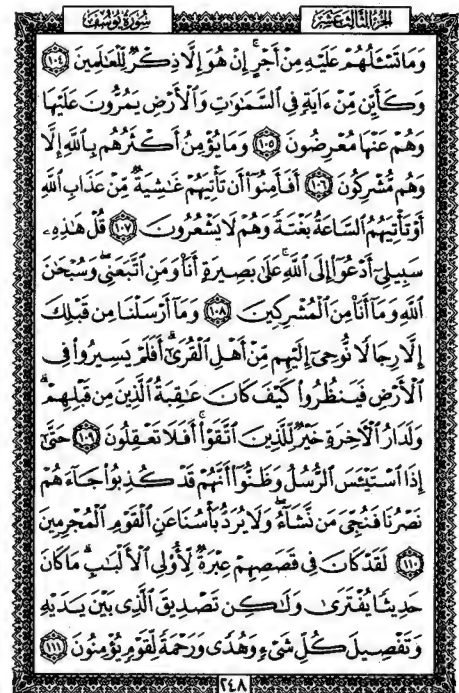 الجزء الثالث عشر
سورة يوسف
وَمَا تَسْـَٔلُهُمْ عَلَيْهِ مِنْ أَجْرٍ ۚ إِنْ هُوَ إِلَّا ذِكْرٌ لِّلْعَٰلَمِينَ ١٠٤
وَكَأَيِّن مِّنْ ءَايَةٍ فِى ٱلسَّمَٰوَٰتِ وَٱلْأَرْضِ يَمُرُّونَ عَلَيْهَا
وَهُمْ عَنْهَا مُعْرِضُونَ ١٠٥ وَمَا يُؤْمِنُ أَكْثَرُهُم بِٱللَّهِ إِلَّا
وَهُم مُّشْرِكُونَ ١٠٦ أَفَأَمِنُوٓا۟ أَن تَأْتِيَهُمْ غَٰشِيَةٌ مِّنْ عَذَابِ ٱللَّهِ
أَوْ تَأْتِيَهُمُ ٱلسَّاعَةُ بَغْتَةً وَهُمْ لَا يَشْعُرُونَ ١٠٧ قُلْ هَٰذِهِۦ
سَبِيلِىٓ أَدْعُوٓا۟ إِلَى ٱللَّهِ ۚ عَلَىٰ بَصِيرَةٍ أَنَا۠ وَمَنِ ٱتَّبَعَنِى ۖ وَسُبْحَٰنَ
ٱللَّهِ وَمَآ أَنَا۠ مِنَ ٱلْمُشْرِكِينَ ١٠٨ وَمَآ أَرْسَلْنَا مِن قَبْلِكَ
إِلَّا رِجَالًا نُّوحِىٓ إِلَيْهِم مِّنْ أَهْلِ ٱلْقُرَىٰٓ ۗ أَفَلَمْ يَسِيرُوا۟ فِى
ٱلْأَرْضِ فَيَنظُرُوا۟ كَيْفَ كَانَ عَٰقِبَةُ ٱلَّذِينَ مِن قَبْلِهِمْ ۗ
وَلَدَارُ ٱلْـَٔاخِرَةِ خَيْرٌ لِّلَّذِينَ ٱتَّقَوْا۟ ۗ أَفَلَا تَعْقِلُونَ ١٠٩ حَتَّىٰٓ
إِذَا ٱسْتَيْـَٔسَ ٱلرُّسُلُ وَظَنُّوٓا۟ أَنَّهُمْ قَدْ كُذِبُوا۟ جَآءَهُمْ
نَصْرُنَا فَنُجِّىَ مَن نَّشَآءُ ۖ وَلَا يُرَدُّ بَأْسُنَا عَنِ ٱلْقَوْمِ ٱلْمُجْرِمِينَ
١١٠ لَقَدْ كَانَ فِى قَصَصِهِمْ عِبْرَةٌ لِّأُو۟لِى ٱلْأَلْبَٰبِ ۗ مَا كَانَ
حَدِيثًا يُفْتَرَىٰ وَلَٰكِن تَصْدِيقَ ٱلَّذِى بَيْنَ يَدَيْهِ
وَتَفْصِيلَ كُلِّ شَىْءٍ وَهُدًى وَرَحْمَةً لِّقَوْمٍ يُؤْمِنُونَ ١١١
٢٤٨